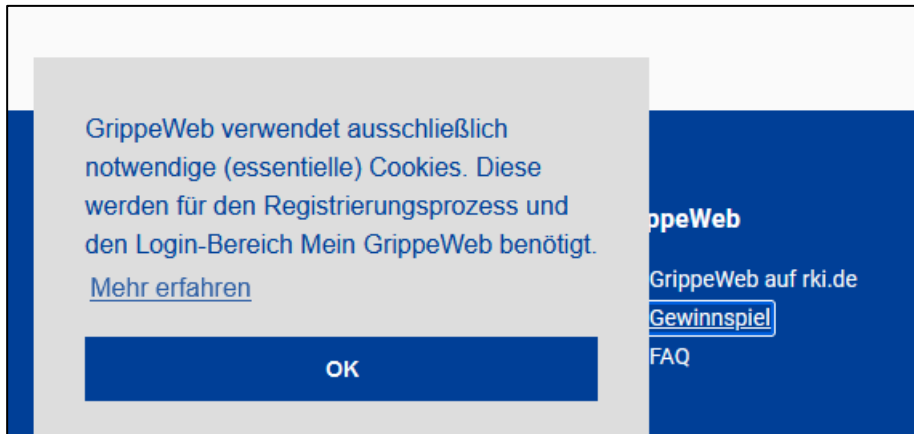 GrippeWeb verwendet ausschließlich
notwendige (essentielle) Cookies. Diese
werden für den Registrierungsprozess und
den Login-Bereich Mein GrippeWeb benötigt.
Mehr erfahren
OK
ppeWeb
GrippeWeb auf rki.de
Gewinnspiel
FAQ